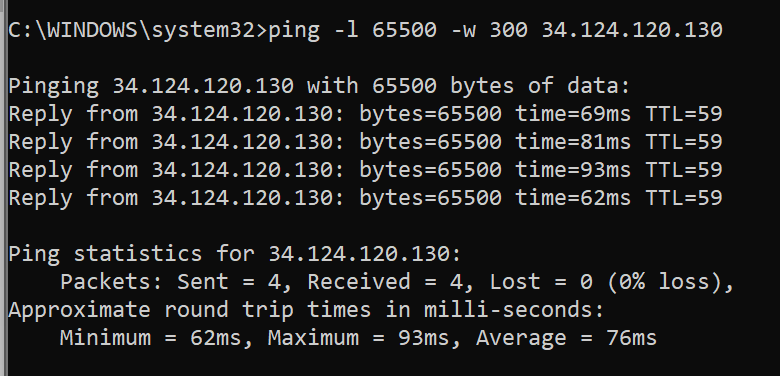 C:\WINDOWS\system32>ping -l 65500 -w 300 34.124.120.130
Pinging 34.124.120.130 with 65500 bytes of data:
Reply from 34.124.120.130: bytes=65500 time=69ms TTL=59
Reply from 34.124.120.130: bytes=65500 time=81ms TTL=59
Reply from 34.124.120.130: bytes=65500 time=93ms TTL=59
Reply from 34.124.120.130: bytes=65500 time=62ms TTL=59
Ping statistics for 34.124.120.130:
Packets: Sent = 4, Received = 4, Lost = 0 (0% loss),
Approximate round trip times in milli-seconds:
Minimum = 62ms, Maximum = 93ms, Average = 76ms